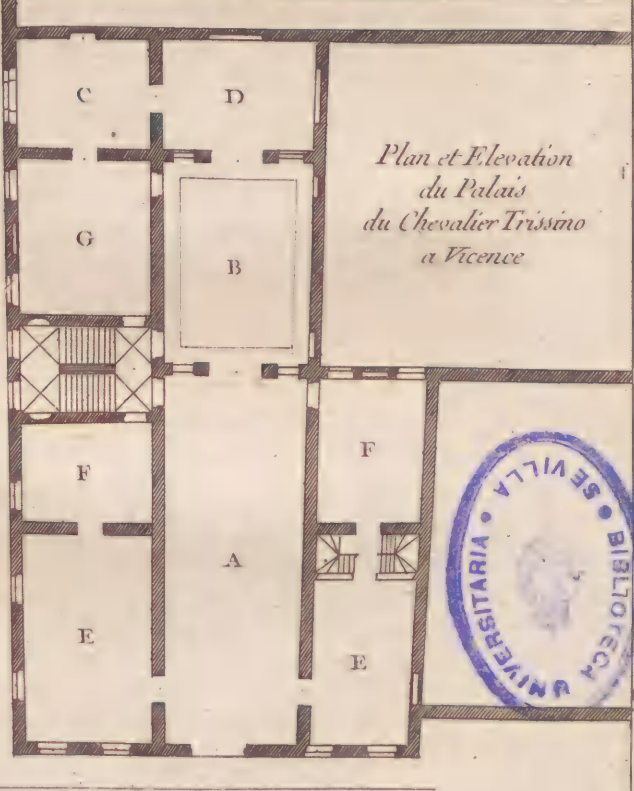 C
D
Plan et Elevation
du Palais
du Chevalier Trissino
a Vicence
G
B
F
F
A
E
E
BIBLIOTECA UNIVERSITARIA • SEVILLA •